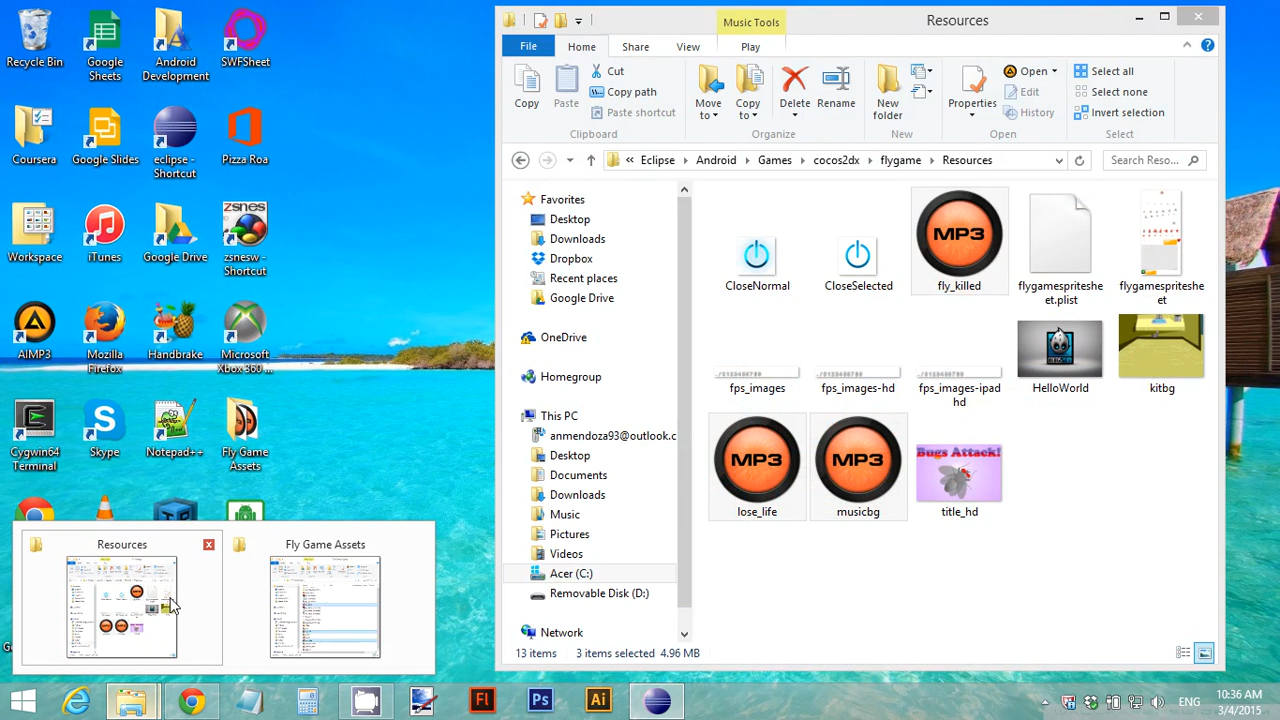 Recycle Bin
Google
Sheets
Android
Development
SWFSheet
Coursera
Google Slides
eclipse -
Shortcut
Pizza Roa
Workspace
iTunes
Google Drive
zsnes
zsnesw -
Shortcut
AIMP3
Mozilla
Firefox
Handbrake
Microsoft
Xbox 360 ...
Cygwin64
Terminal
Skype
Notepad++
Fly Game
Assets
Resources
Fly Game Assets
Music Tools
Resources
File
Home
Share
View
Play
Copy
Paste
Cut
Copy path
Paste shortcut
Clipboard
Move
to
Copy
to
Delete
Rename
Organize
New
folder
New
Properties
Open
Edit
History
Open
Select all
Select none
Invert selection
Select
« Eclipse
Android
Games
cocos2dx
flygame
Resources
Search Reso...
Favorites
Desktop
Downloads
Dropbox
Recent places
Google Drive
OneDrive
Homegroup
This PC
anmendoza93@outlook.c
Desktop
Documents
Downloads
Music
Pictures
Videos
Acer (C:)
Removable Disk (D:)
Network
CloseNormal
CloseSelected
MP3
fly_killed
flygamespriteshe
et.plist
flygamespriteshe
et
fps_images
fps_images-hd
fps_images-ipad
hd
HelloWorld
kitbg
MP3
lose_life
MP3
musicbg
Bugs Attack!
title_hd
13 items
3 items selected 4.96 MB
Fl
Ps
Ai
ENG
10:36 AM
3/4/2015